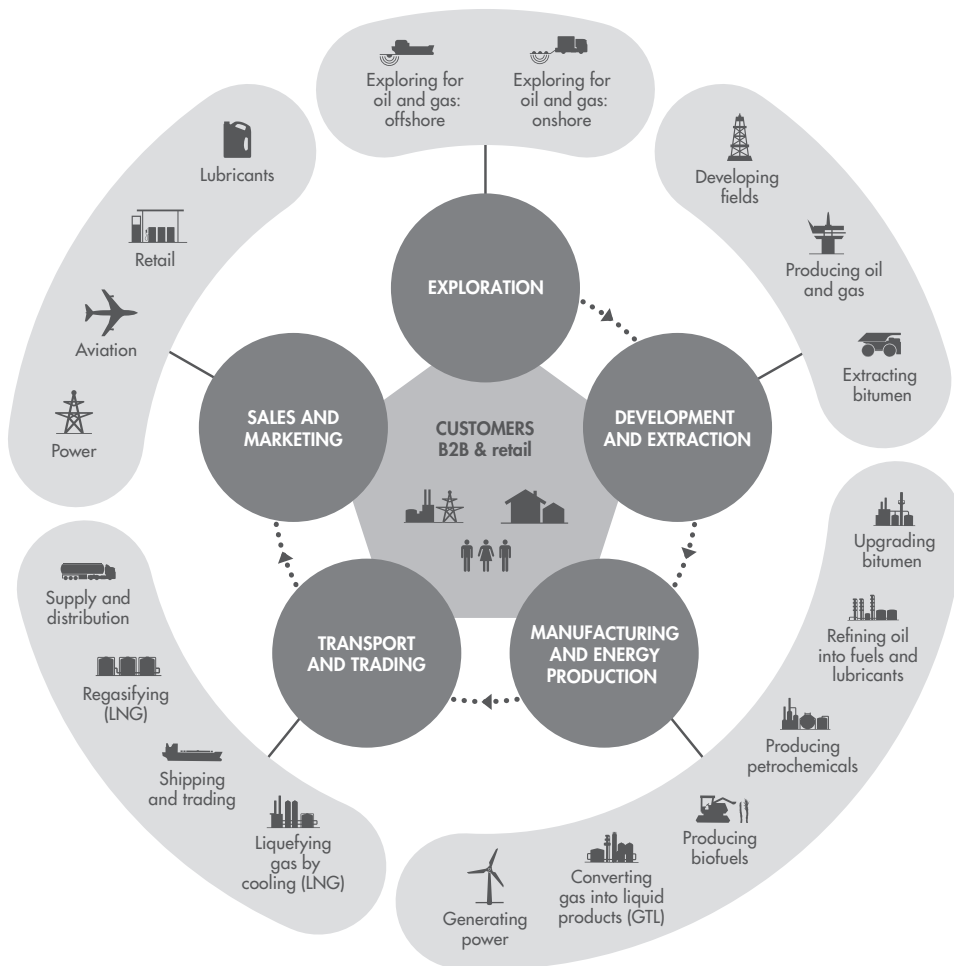 Exploring for
oil and gas:
offshore
Exploring for
oil and gas:
onshore
EXPLORATION
Developing
fields
Producing oil
and gas
Extracting
bitumen
DEVELOPMENT
AND EXTRACTION
Upgrading
bitumen
Refining oil
into fuels and
lubricants
Producing
petrochemicals
Producing
biofuels
Converting
gas into liquid
products (GTL)
Generating
power
MANUFACTURING
AND ENERGY
PRODUCTION
Liquefying
gas by
cooling (LNG)
Shipping
and trading
Regasifying
(LNG)
Supply and
distribution
TRANSPORT
AND TRADING
Power
Aviation
Retail
Lubricants
SALES AND
MARKETING
CUSTOMERS
B2B & retail